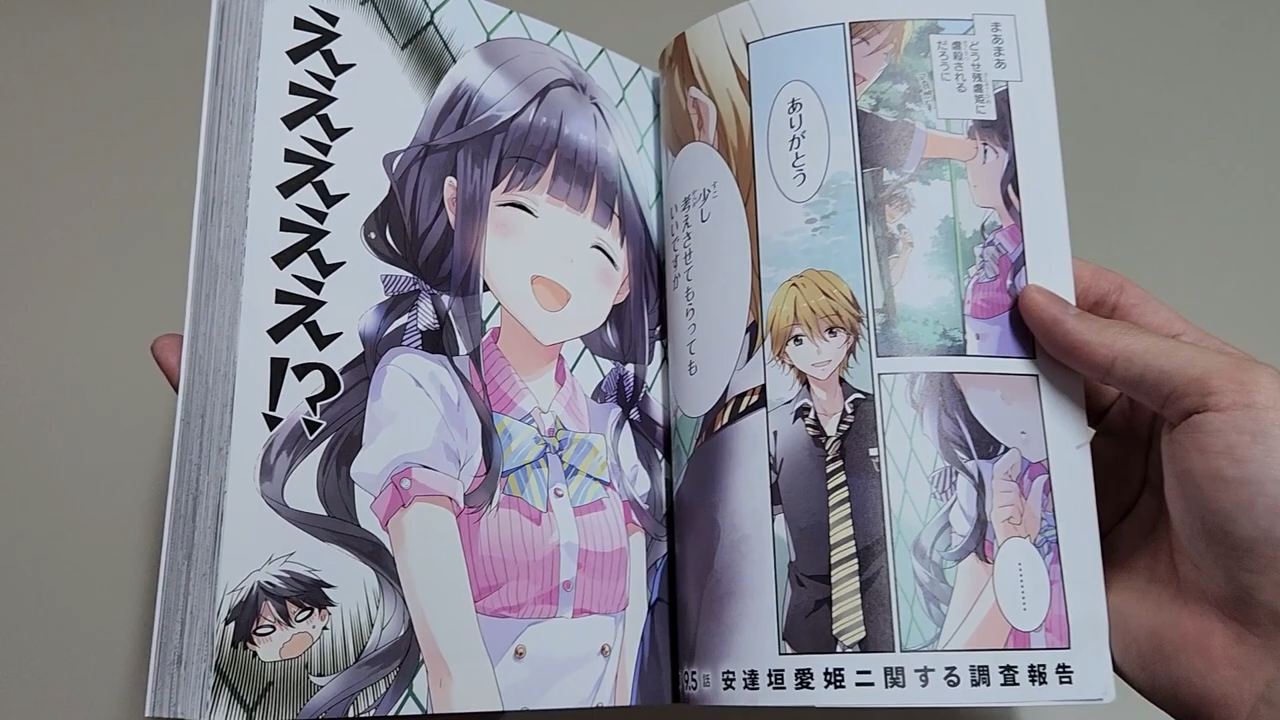 まあまあ
どうせ残虐姫に
虐殺される
だろうに
………
ありがとう
少し
考えさせてもらっても
いいですか
9.5話 安達垣愛姫ニ関する調査報告
ええええええ!?